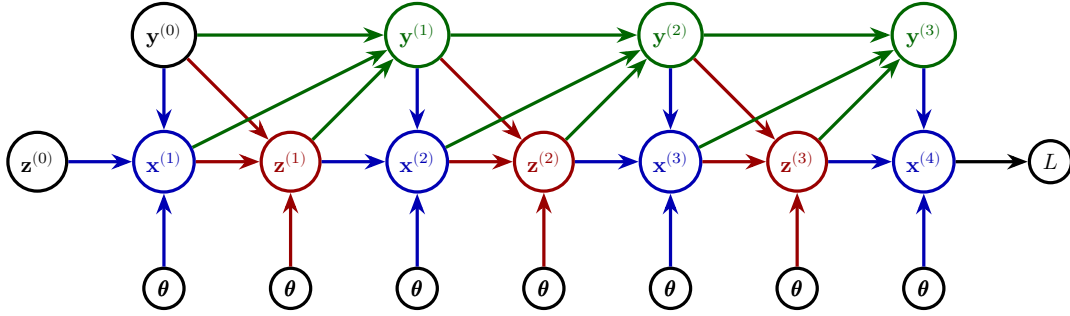 y⁽⁰⁾ y⁽¹⁾ y⁽²⁾ y⁽³⁾
z⁽⁰⁾ x⁽¹⁾ z⁽¹⁾ x⁽²⁾ z⁽²⁾ x⁽³⁾ z⁽³⁾ x⁽⁴⁾ L
θ θ θ θ θ θ θ